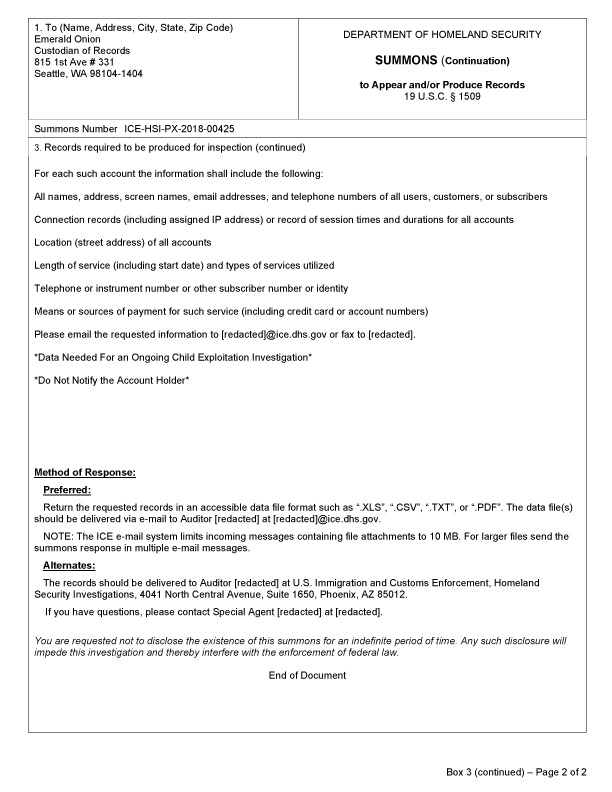 1. To (Name, Address, City, State, Zip Code)
Emerald Onion
Custodian of Records
815 1st Ave # 331
Seattle, WA 98104-1404
DEPARTMENT OF HOMELAND SECURITY
SUMMONS (Continuation)
to Appear and/or Produce Records
19 U.S.C. § 1509
Summons Number ICE-HSI-PX-2018-00425
3. Records required to be produced for inspection (continued)
For each such account the information shall include the following:
All names, address, screen names, email addresses, and telephone numbers of all users, customers, or subscribers
Connection records (including assigned IP address) or record of session times and durations for all accounts
Location (street address) of all accounts
Length of service (including start date) and types of services utilized
Telephone or instrument number or other subscriber number or identity
Means or sources of payment for such service (including credit card or account numbers)
Please email the requested information to [redacted]@ice.dhs.gov or fax to [redacted].
*Data Needed For an Ongoing Child Exploitation Investigation*
*Do Not Notify the Account Holder*
Method of Response:
Preferred:
Return the requested records in an accessible data file format such as “.XLS”, “.CSV”, “.TXT”, or “.PDF”. The data file(s)
should be delivered via e-mail to Auditor [redacted] at [redacted]@ice.dhs.gov.
NOTE: The ICE e-mail system limits incoming messages containing file attachments to 10 MB. For larger files send the
summons response in multiple e-mail messages.
Alternates:
The records should be delivered to Auditor [redacted] at U.S. Immigration and Customs Enforcement, Homeland
Security Investigations, 4041 North Central Avenue, Suite 1650, Phoenix, AZ 85012.
If you have questions, please contact Special Agent [redacted] at [redacted].
You are requested not to disclose the existence of this summons for an indefinite period of time. Any such disclosure will
impede this investigation and thereby interfere with the enforcement of federal law.
End of Document
Box 3 (continued) – Page 2 of 2